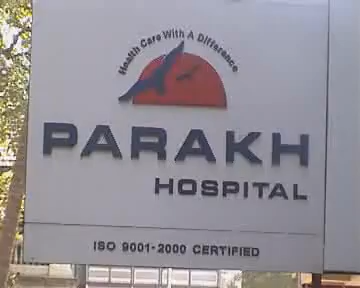 Health Care With A Difference
PARAKH
HOSPITAL
ISO 9001-2000 CERTIFIED